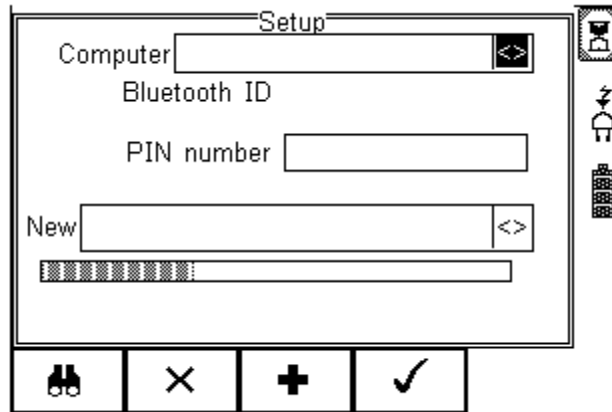 Setup
Computer <>
Bluetooth ID
PIN number
New <>